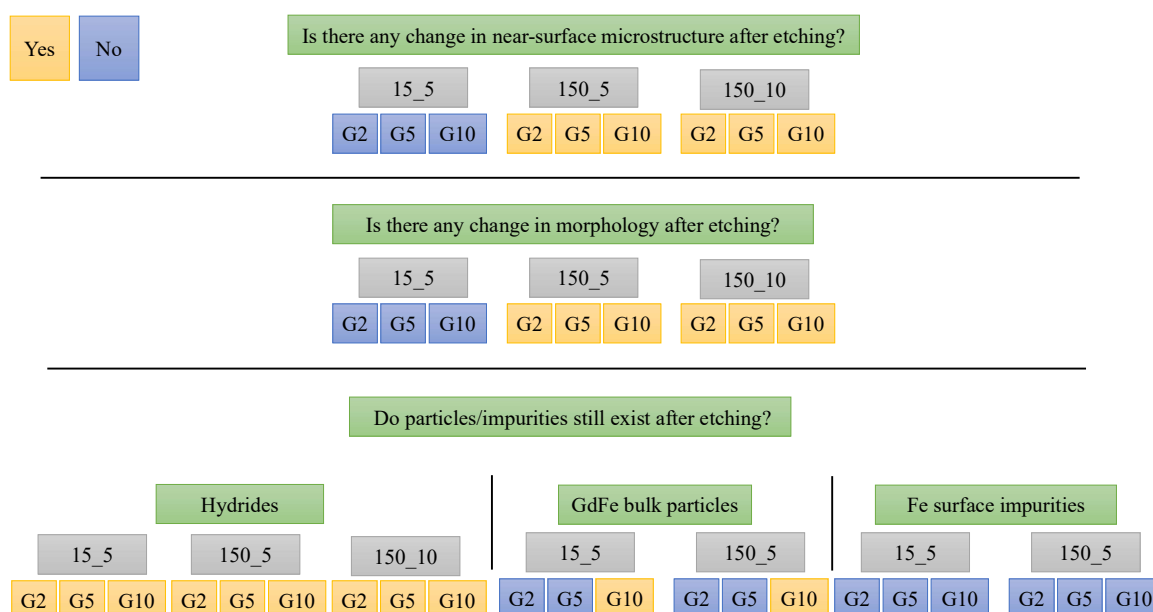 Yes No
Is there any change in near-surface microstructure after etching?
15_5 150_5 150_10
G2 G5 G10 G2 G5 G10 G2 G5 G10
Is there any change in morphology after etching?
15_5 150_5 150_10
G2 G5 G10 G2 G5 G10 G2 G5 G10
Do particles/impurities still exist after etching?
Hydrides GdFe bulk particles Fe surface impurities
15_5 150_5 150_10 15_5 150_5 15_5 150_5
G2 G5 G10 G2 G5 G10 G2 G5 G10 G2 G5 G10 G2 G5 G10 G2 G5 G10 G2 G5 G10